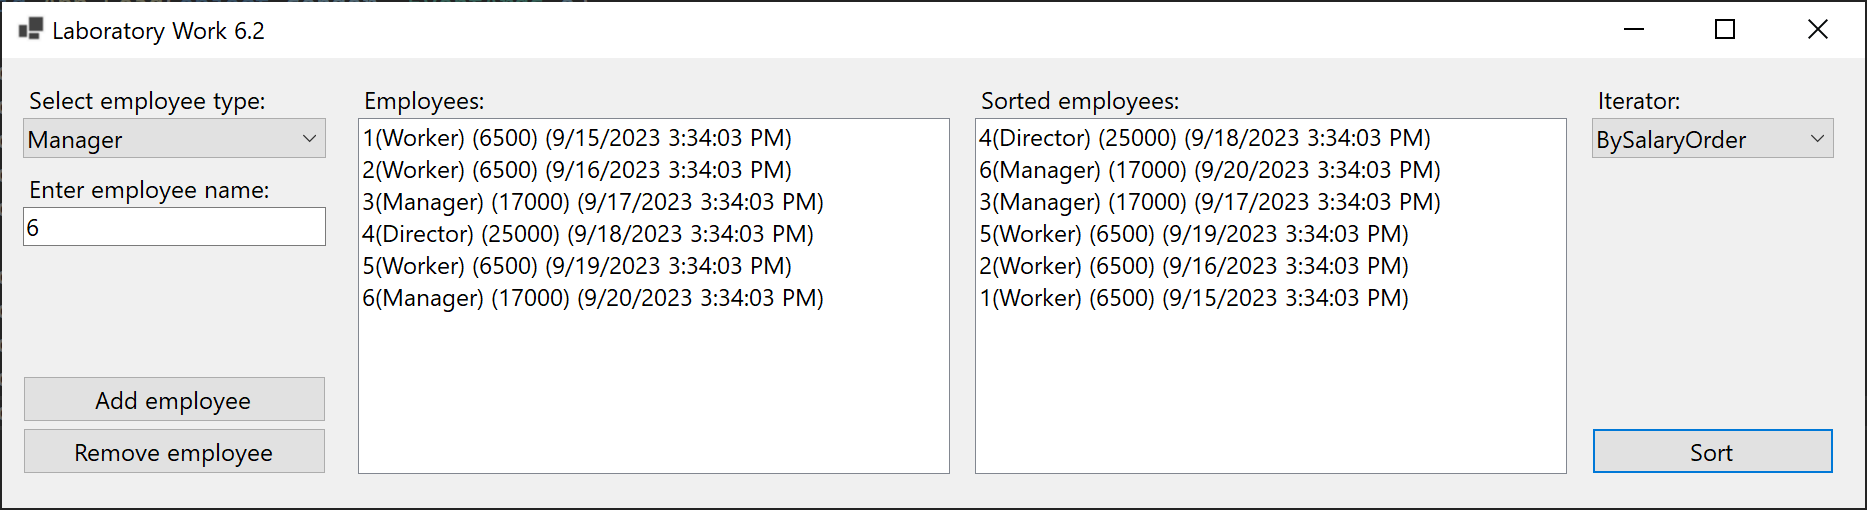 Laboratory Work 6.2
Select employee type:
Manager
Enter employee name:
6
Add employee
Remove employee
Employees:
1(Worker) (6500) (9/15/2023 3:34:03 PM)
2(Worker) (6500) (9/16/2023 3:34:03 PM)
3(Manager) (17000) (9/17/2023 3:34:03 PM)
4(Director) (25000) (9/18/2023 3:34:03 PM)
5(Worker) (6500) (9/19/2023 3:34:03 PM)
6(Manager) (17000) (9/20/2023 3:34:03 PM)
Sorted employees:
4(Director) (25000) (9/18/2023 3:34:03 PM)
6(Manager) (17000) (9/20/2023 3:34:03 PM)
3(Manager) (17000) (9/17/2023 3:34:03 PM)
5(Worker) (6500) (9/19/2023 3:34:03 PM)
2(Worker) (6500) (9/16/2023 3:34:03 PM)
1(Worker) (6500) (9/15/2023 3:34:03 PM)
Iterator:
BySalaryOrder
Sort